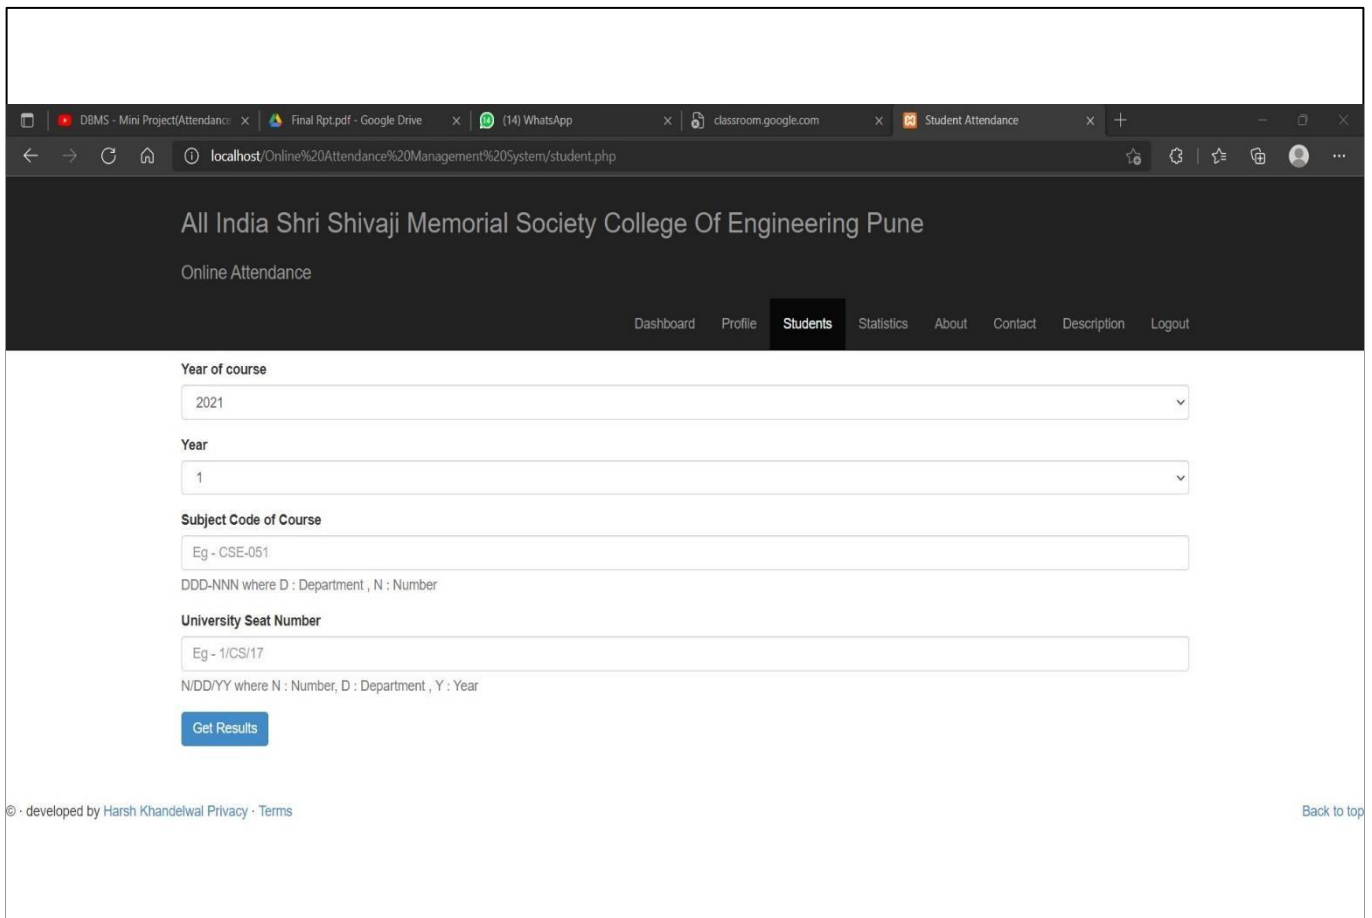 DBMS - Mini Project(Attendance Final Rpt.pdf - Google Drive (14) WhatsApp classroom.google.com Student Attendance
localhost/Online%20Attendance%20Management%20System/student.php
All India Shri Shivaji Memorial Society College Of Engineering Pune
Online Attendance
Dashboard Profile Students Statistics About Contact Description Logout
Year of course
2021
Year
1
Subject Code of Course
Eg - CSE-051
DDD-NNN where D : Department , N : Number
University Seat Number
Eg - 1/CS/17
N/DD/YY where N : Number, D : Department , Y : Year
Get Results
© · developed by Harsh Khandelwal Privacy · Terms Back to top